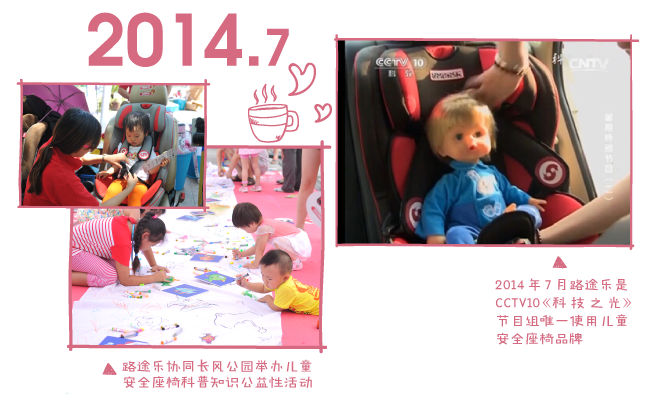 2014.7
CCTV 10
科
CNTV
2014 年 7 月路途乐是
CCTV10《科 技 之 光》
节目组唯一使用儿童
安全座椅品牌
路途乐协同长风公园举办儿童
安全座椅科普知识公益性活动